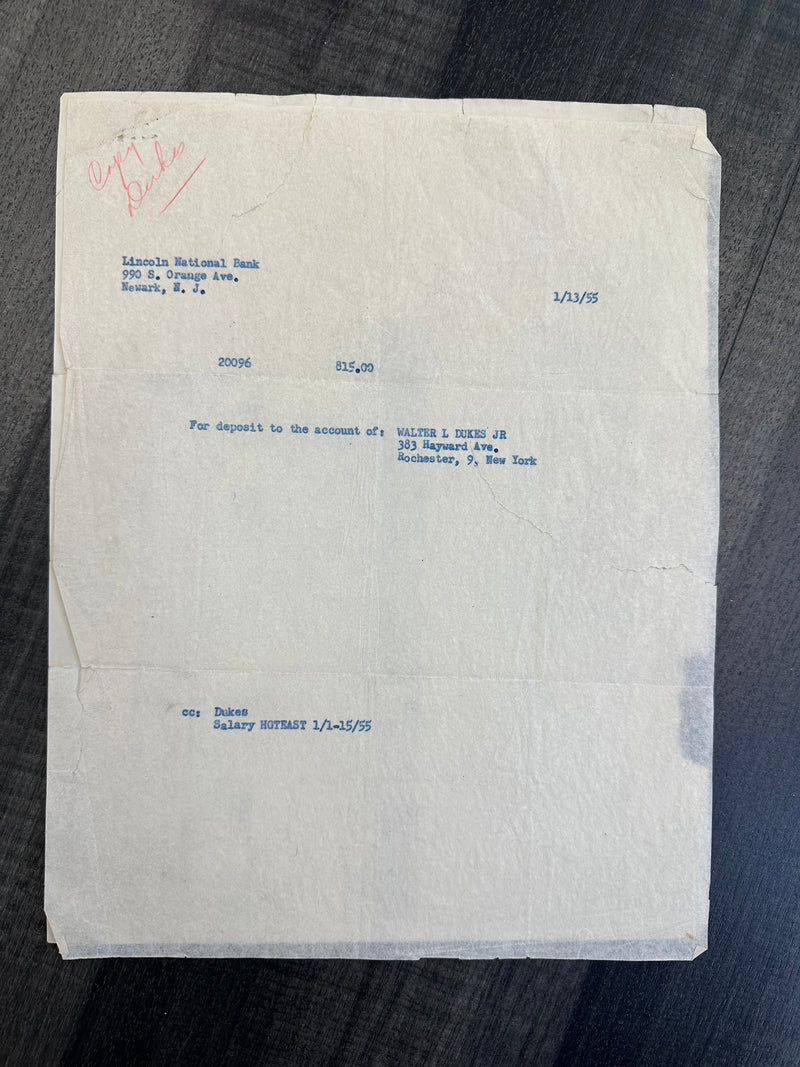 Copy
Dukes
Lincoln National Bank
990 S. Orange Ave.
Newark, N. J.
1/13/55
20096 815.00
For deposit to the account of: WALTER L DUKES JR
383 Hayward Ave.
Rochester, 9, New York
cc: Dukes
Salary HGTEAST 1/1-15/55